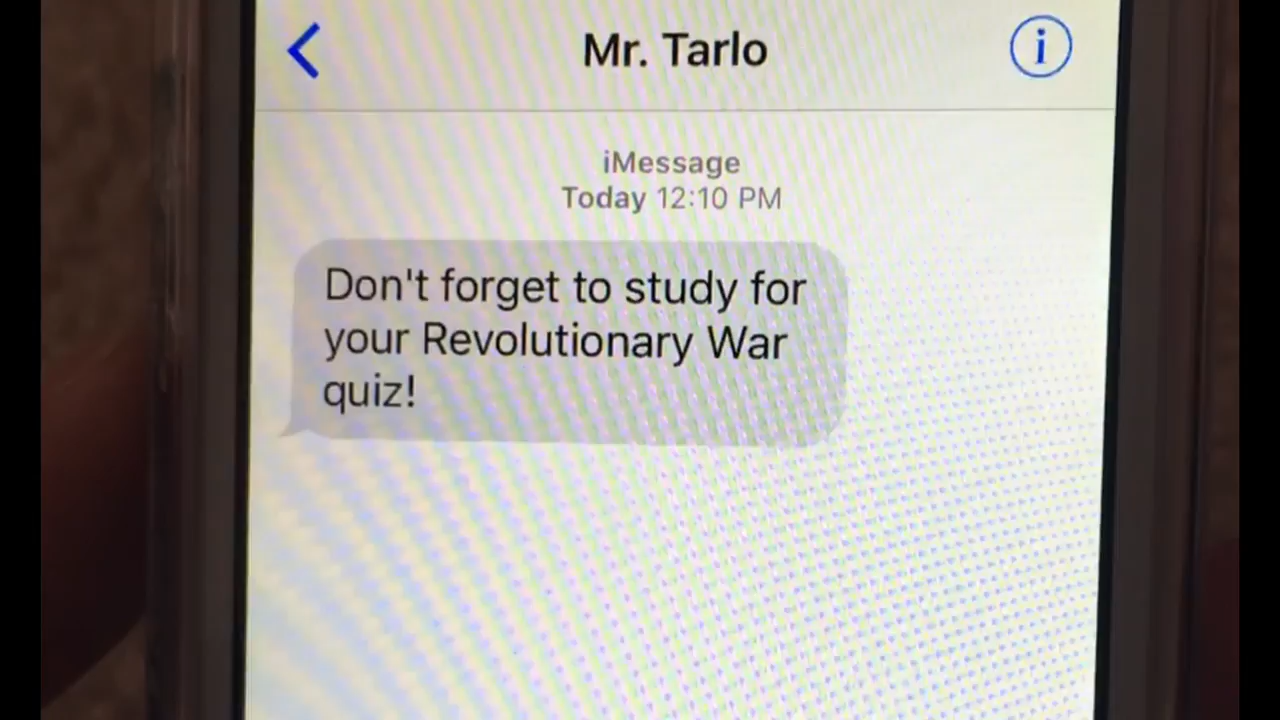 Mr. Tarlo
iMessage
Today 12:10 PM
Don't forget to study for
your Revolutionary War
quiz!